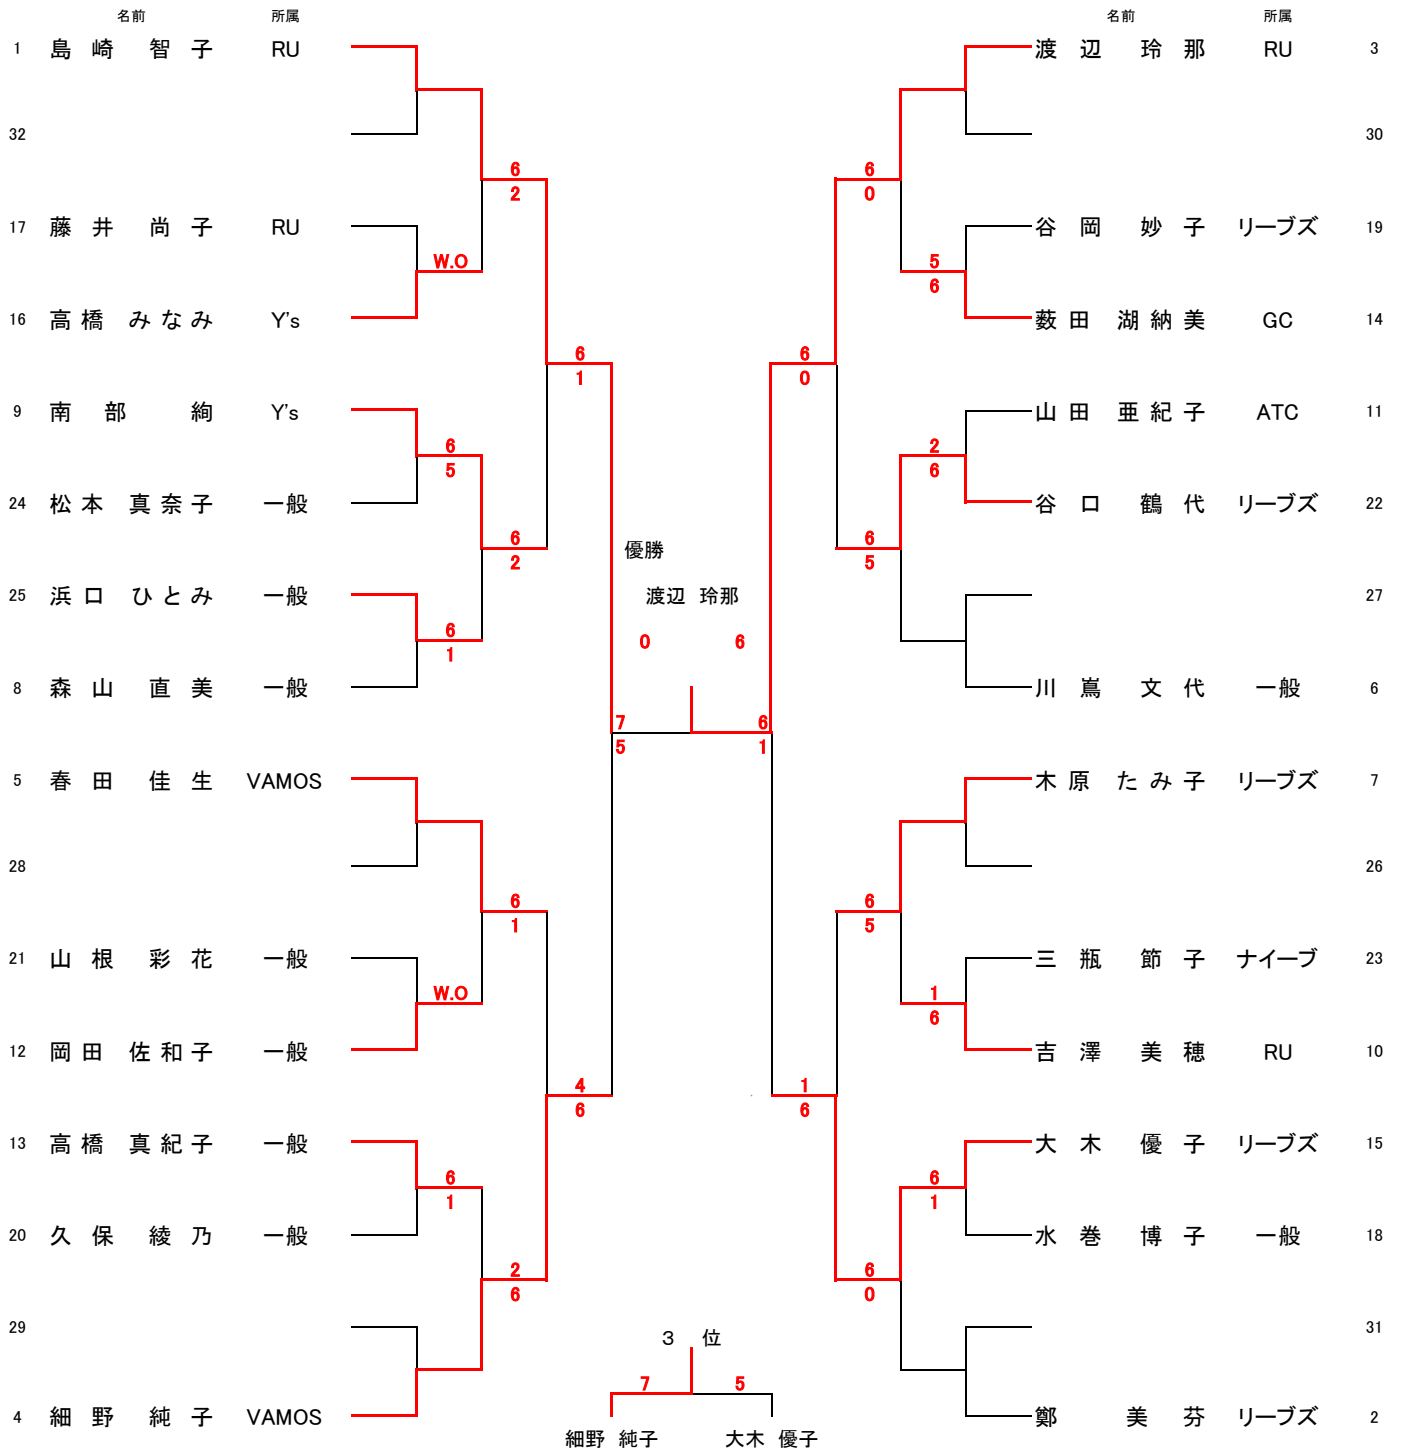 名前 所属 名前 所属
1 島崎 智子 RU 渡辺 玲那 RU 3
32 30
6 6
2 0
17 藤井 尚子 RU 谷岡 妙子 リーブズ 19
W.O 5
6
16 高橋 みなみ Y's 薮田 湖納美 GC 14
6 6
1 0
9 南部 絢 Y's 山田 亜紀子 ATC 11
6 2
5 6
24 松本 真奈子 一般 谷口 鶴代 リーブズ 22
6 6
優勝
2 5
25 浜口 ひとみ 一般 渡辺 玲那 27
6 0 6
1
8 森山 直美 一般 川嶌 文代 一般 6
7 6
5 1
5 春田 佳生 VAMOS 木原 たみ子 リーブズ 7
28 26
6 6
1 5
21 山根 彩花 一般 三瓶 節子 ナイーブ 23
W.O 1
6
12 岡田 佐和子 一般 吉澤 美穂 RU 10
4 1
6 6
13 高橋 真紀子 一般 大木 優子 リーブズ 15
6 6
1 1
20 久保 綾乃 一般 水巻 博子 一般 18
2 6
6 0
29 31
3 位
7 5
4 細野 純子 VAMOS 鄭 美芬 リーブズ 2
細野 純子 大木 優子